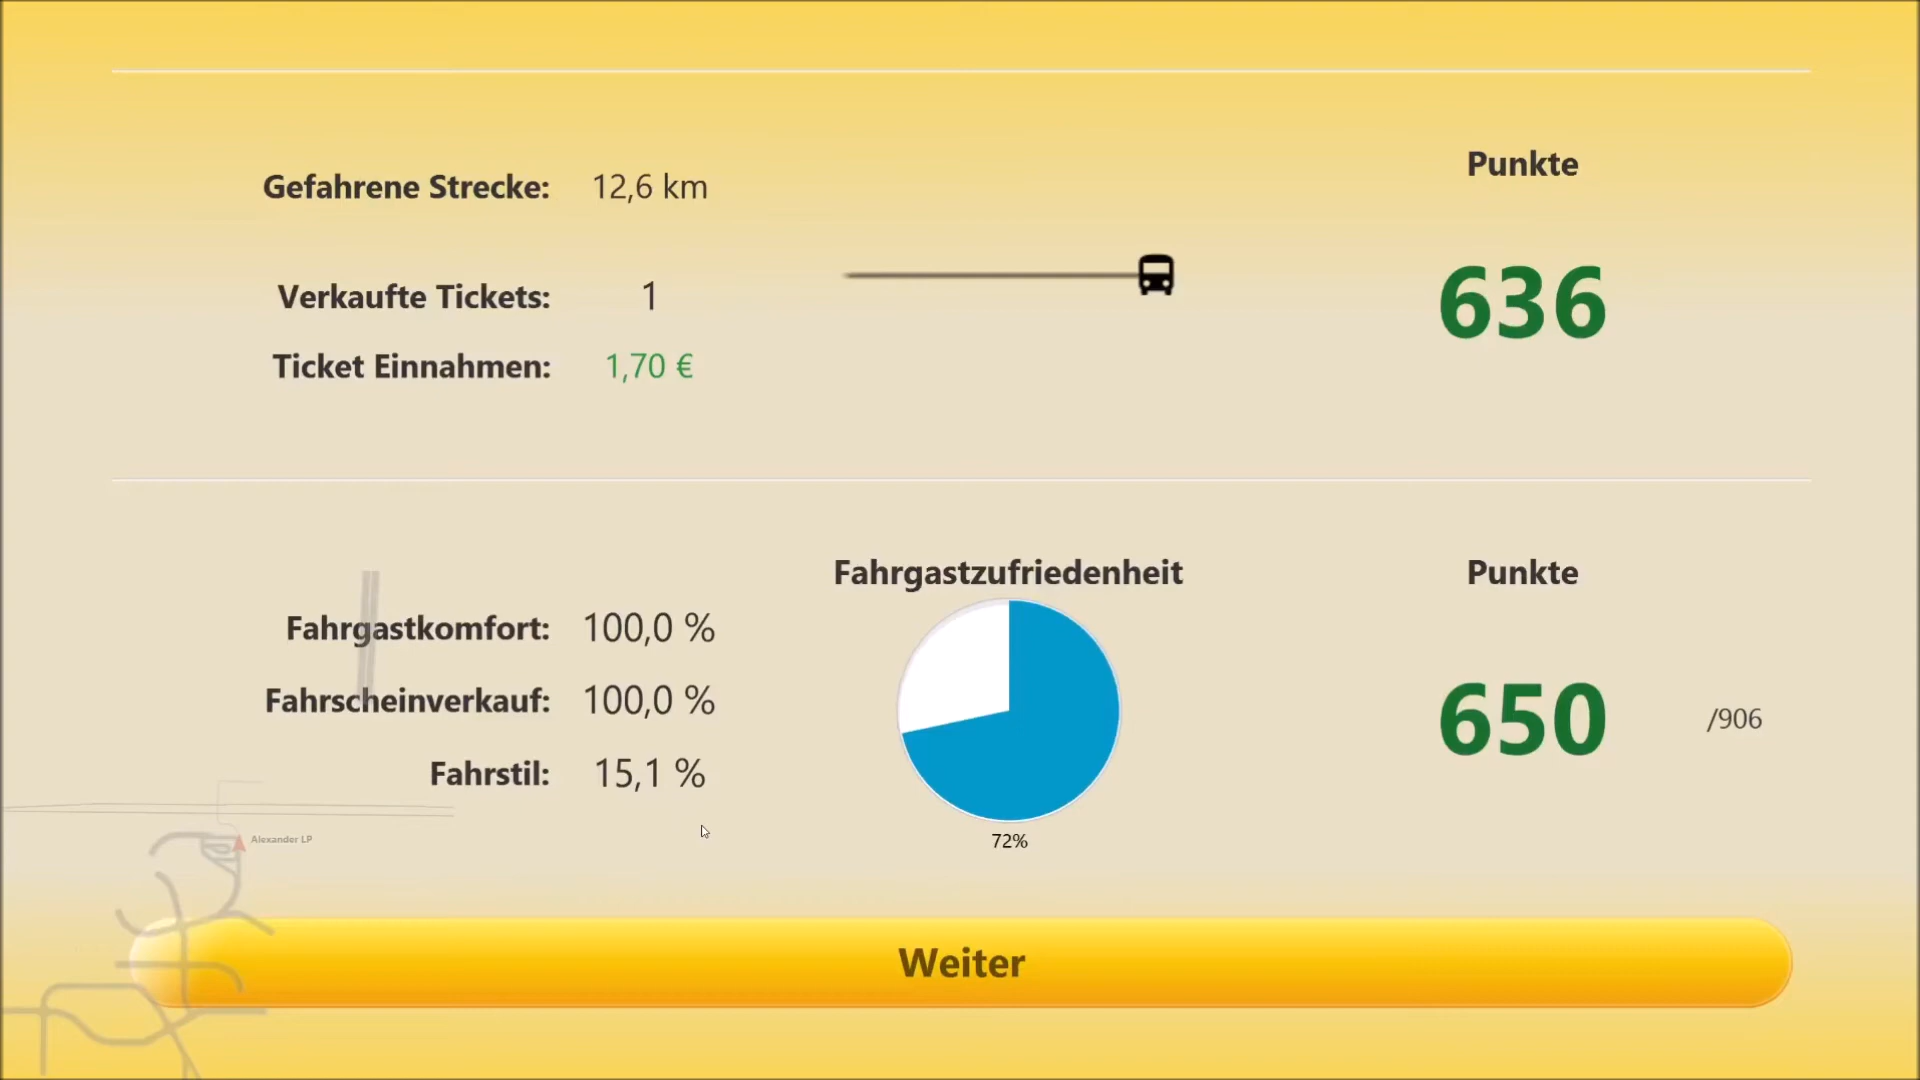 Gefahrene Strecke: 12,6 km
Verkaufte Tickets: 1
Ticket Einnahmen: 1,70 €
Punkte
636
Fahrgastkomfort: 100,0 %
Fahrscheinverkauf: 100,0 %
Fahrstil: 15,1 %
Fahrgastzufriedenheit
72%
Punkte
650 /906
Alexander LP
Weiter